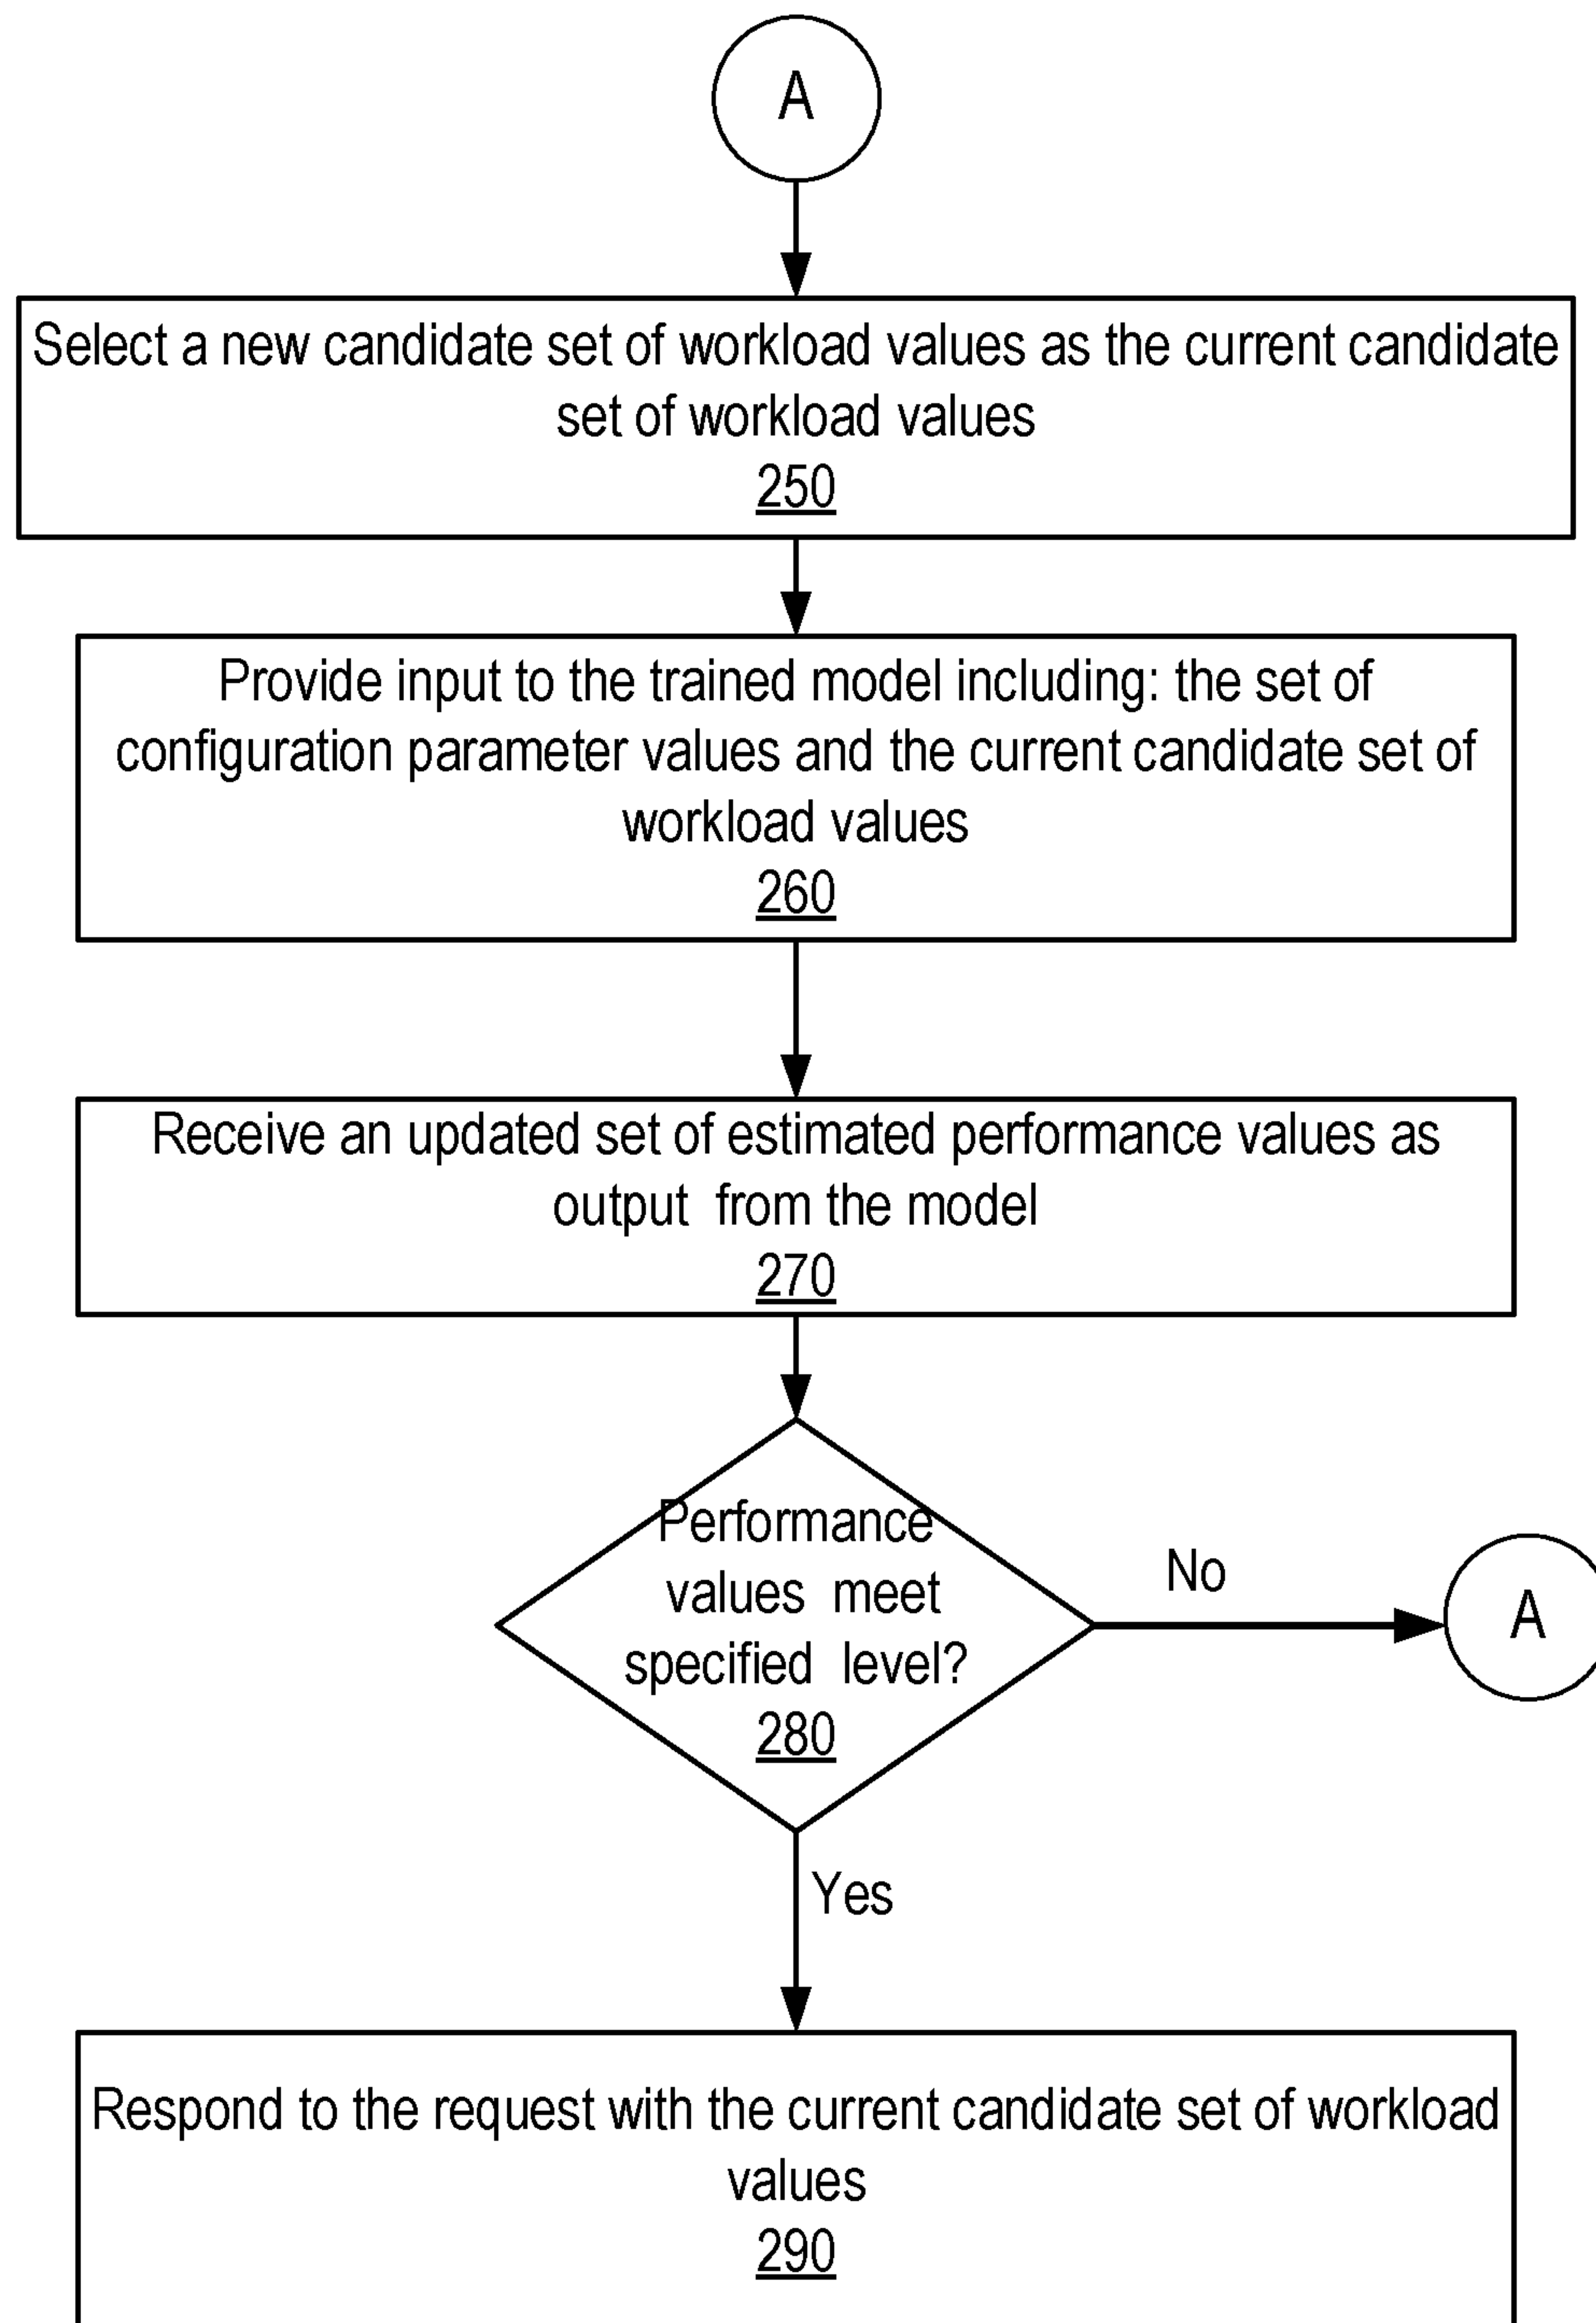 A
Select a new candidate set of workload values as the current candidate
set of workload values
250
Provide input to the trained model including: the set of
configuration parameter values and the current candidate set of
workload values
260
Receive an updated set of estimated performance values as
output from the model
270
Performance
values meet
specified level?
280
No
A
Yes
Respond to the request with the current candidate set of workload
values
290